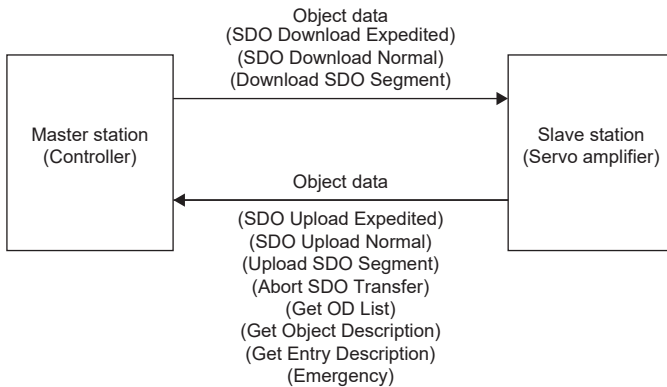 Object data
(SDO Download Expedited)
(SDO Download Normal)
(Download SDO Segment)
Master station
(Controller)
Slave station
(Servo amplifier)
Object data
(SDO Upload Expedited)
(SDO Upload Normal)
(Upload SDO Segment)
(Abort SDO Transfer)
(Get OD List)
(Get Object Description)
(Get Entry Description)
(Emergency)